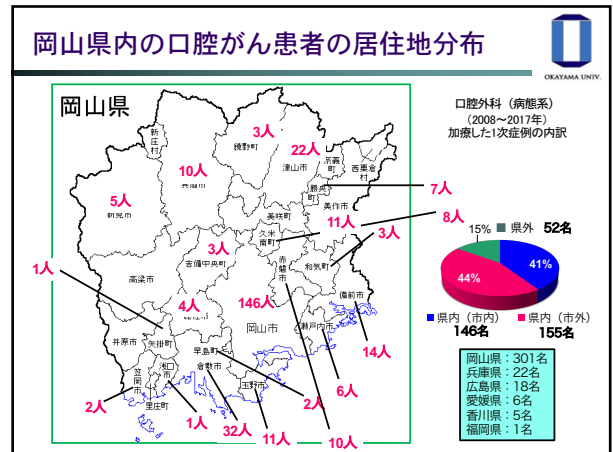 岡山県内の口腔がん患者の居住地分布
OKAYAMA UNIV.
岡山県
口腔外科(病態系)
(2008~2017年)
加療した1次症例の内訳
新庄村
3人
鏡野町
22人
奈義町
津山市
西粟倉村
10人
真庭市
勝央町
7人
5人
新見市
美咲町
美作市
久米南町
11人
8人
3人
3人
吉備中央町
赤磐市
和気町
1人
高梁市
備前市
4人
総社市
146人
岡山市
瀬戸内市
井原市
矢掛町
早島町
14人
笠岡市
浅口市
倉敷市
玉野市
6人
里庄町
2人
2人
1人
32人
11人
10人
15%
県外 52名
41%
44%
県内(市内)
146名
県内(市外)
155名
岡山県:301名
兵庫県:22名
広島県:18名
愛媛県:6名
香川県:5名
福岡県:1名